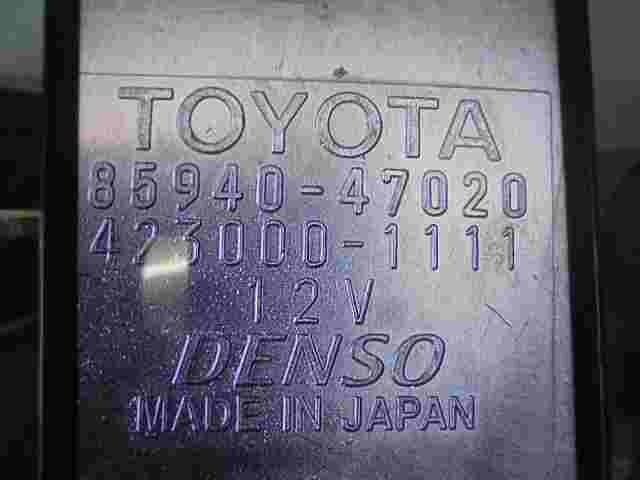 TOYOTA
85940-47020
423000-1111
12V
DENSO
MADE IN JAPAN